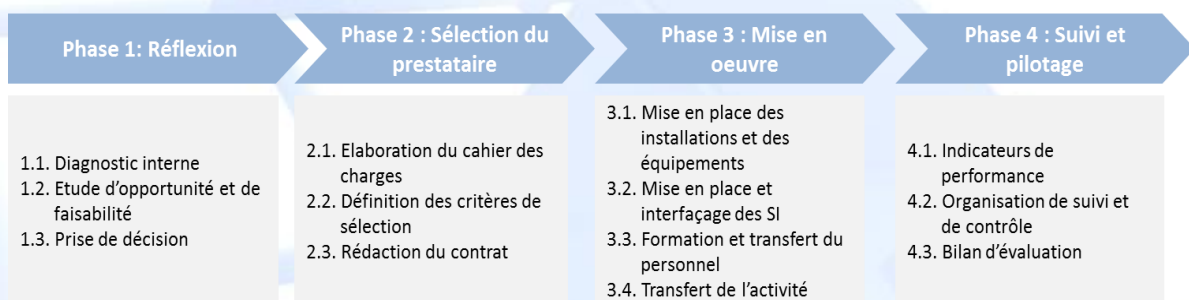 Phase 1: Réflexion
1.1. Diagnostic interne
1.2. Etude d'opportunité et de
faisabilité
1.3. Prise de décision
Phase 2 : Sélection du
prestataire
2.1. Elaboration du cahier des
charges
2.2. Définition des critères de
sélection
2.3. Rédaction du contrat
Phase 3 : Mise en
oeuvre
3.1. Mise en place des
installations et des
équipements
3.2. Mise en place et
interfaçage des SI
3.3. Formation et transfert du
personnel
3.4. Transfert de l'activité
Phase 4 : Suivi et
pilotage
4.1. Indicateurs de
performance
4.2. Organisation de suivi et
de contrôle
4.3. Bilan d'évaluation